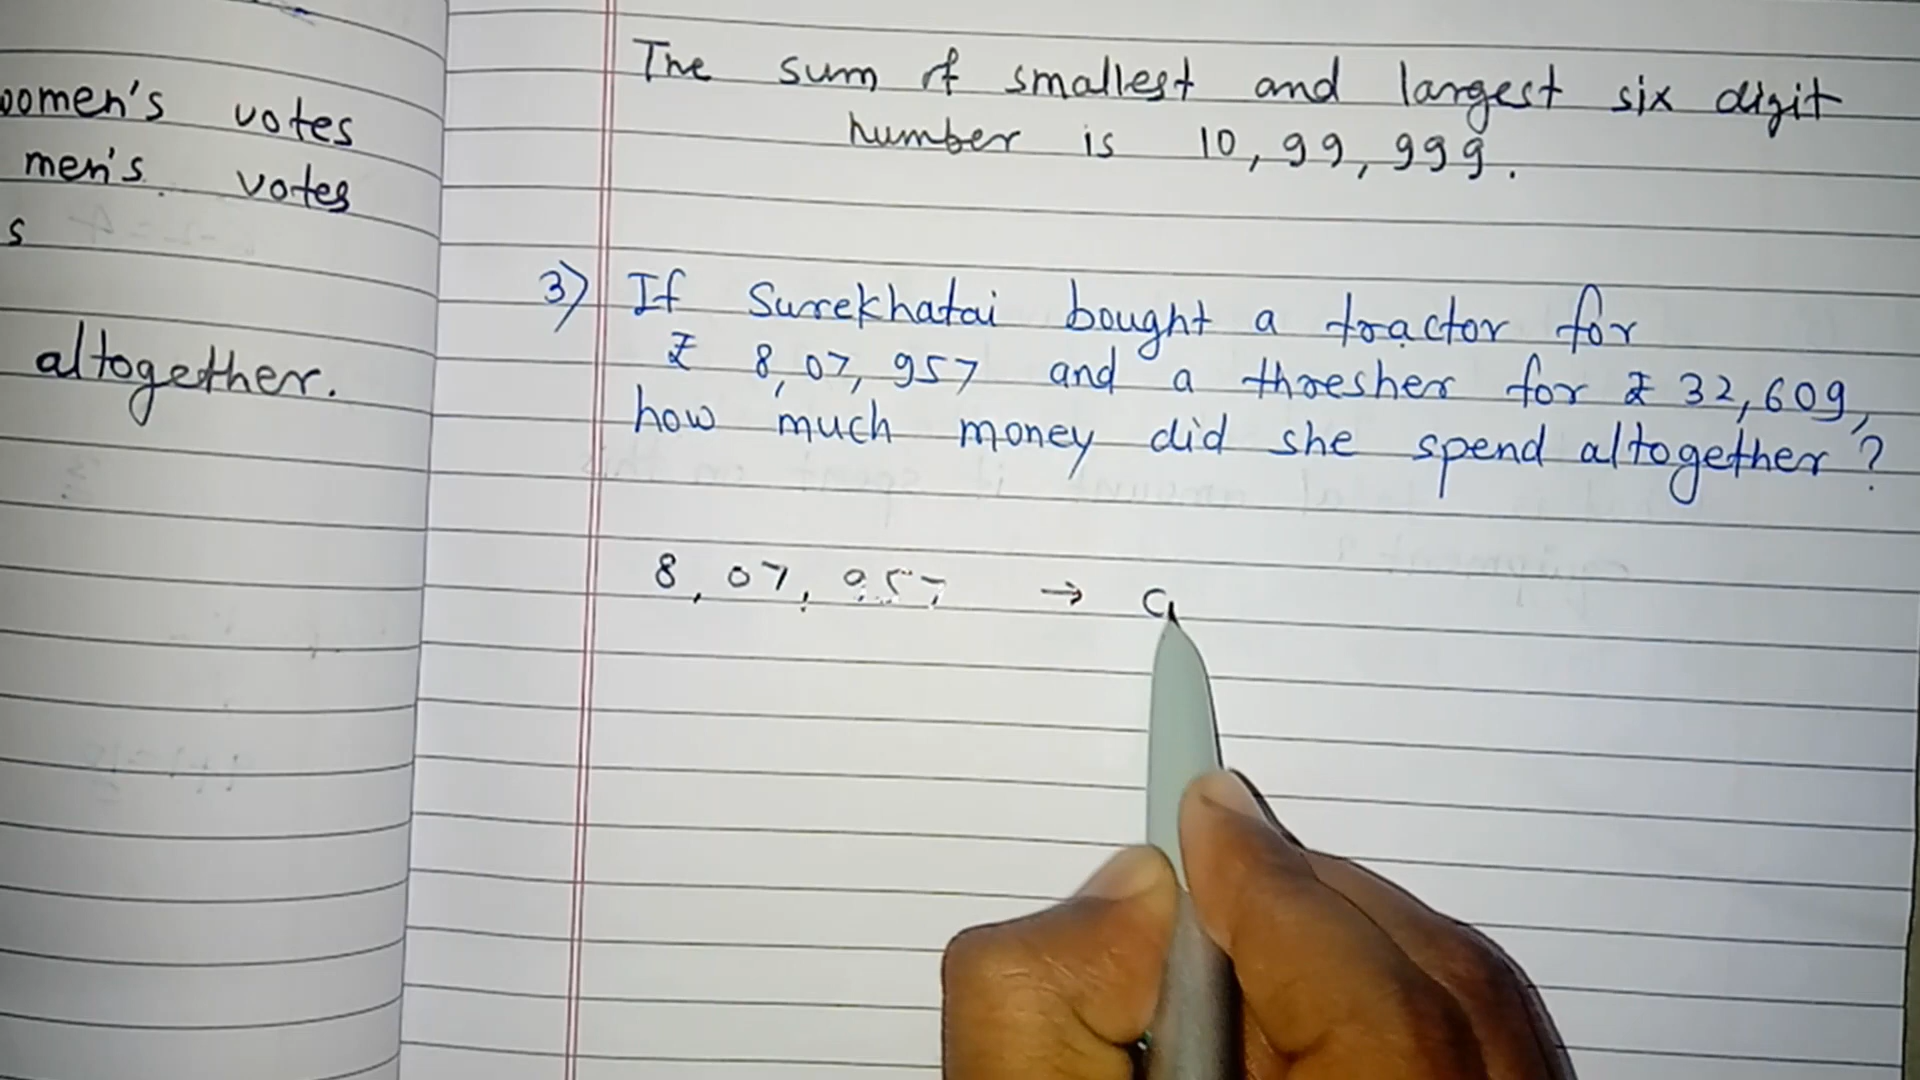 women's votes
men's votes
s
altogether.
The sum of smallest and largest six digit
number is 10,99,999.
3) If Surekhatai bought a tractor for
₹ 8,07,957 and a thresher for ₹ 32,609,
how much money did she spend altogether?
8,07,957 → a